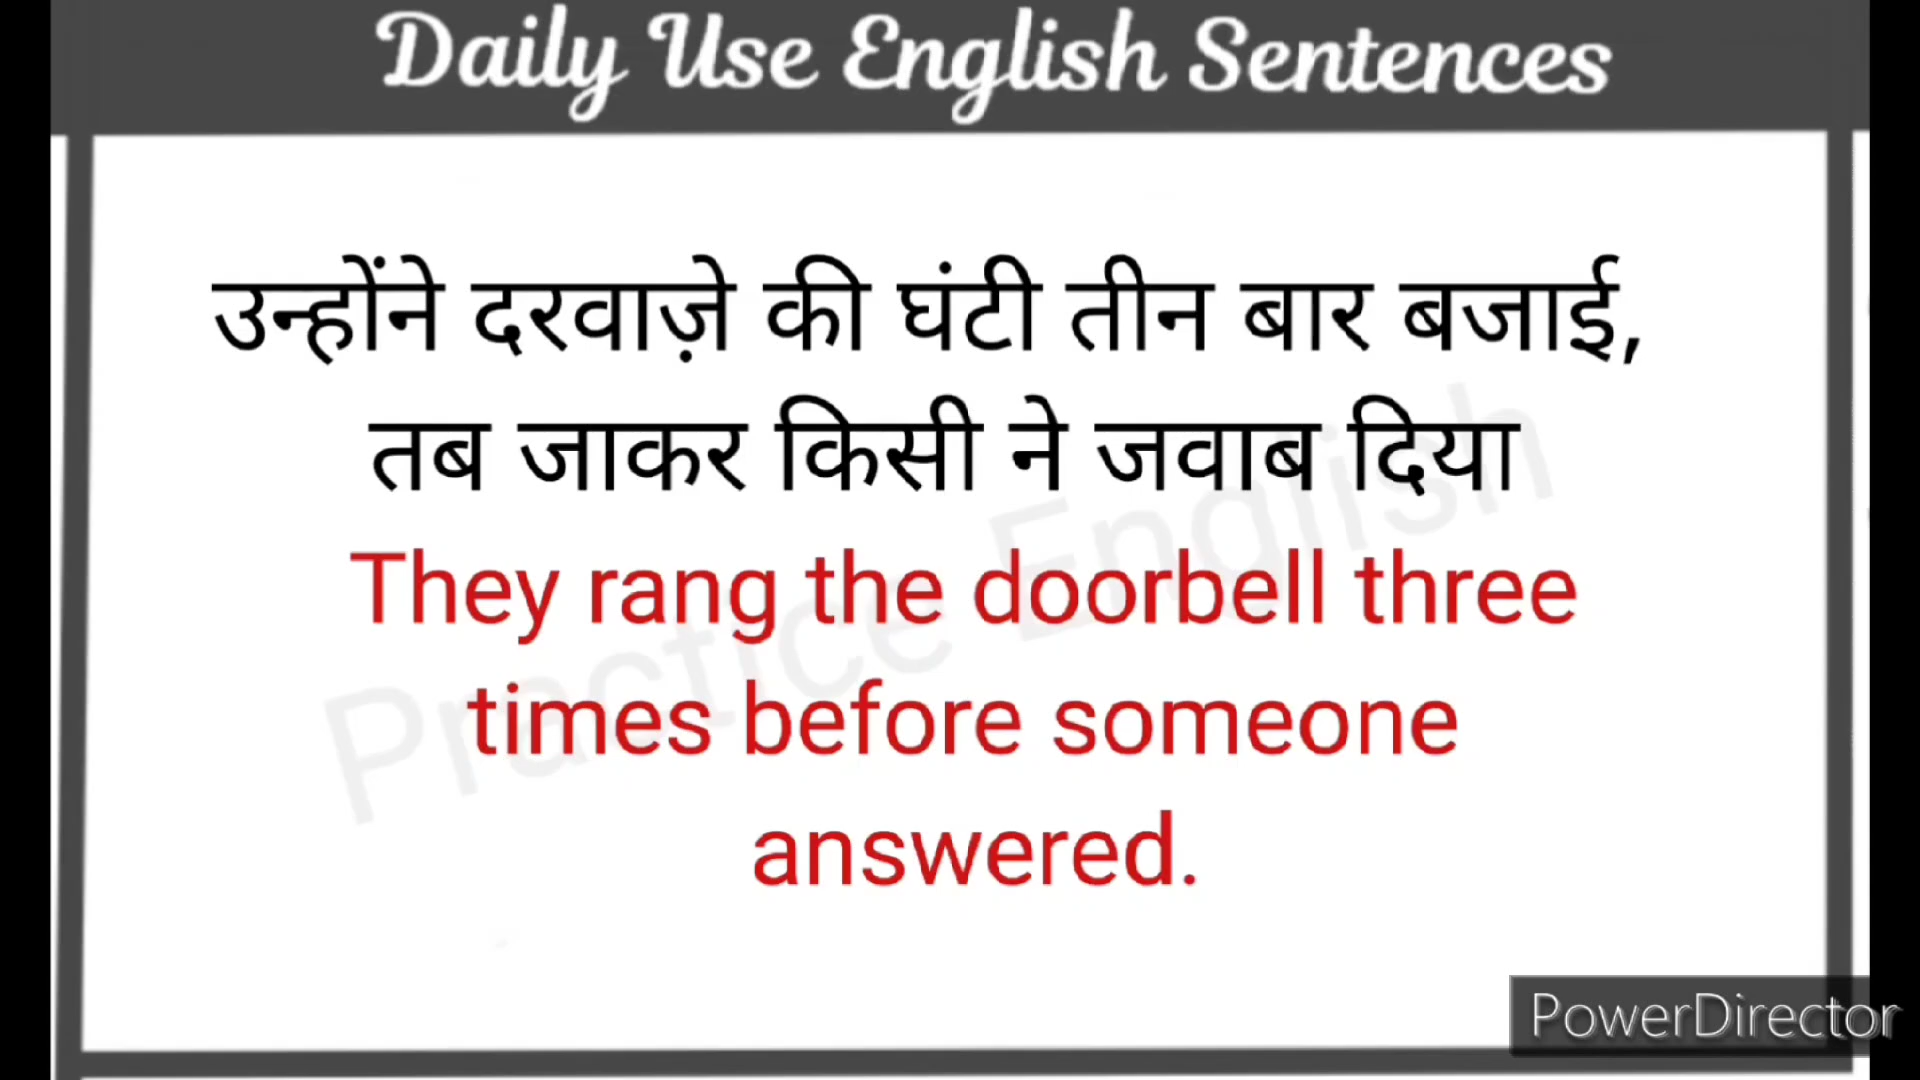 Daily Use English Sentences
उन्होंने दरवाज़े की घंटी तीन बार बजाई,
तब जाकर किसी ने जवाब दिया
They rang the doorbell three
times before someone
answered.
Practice English
PowerDirector